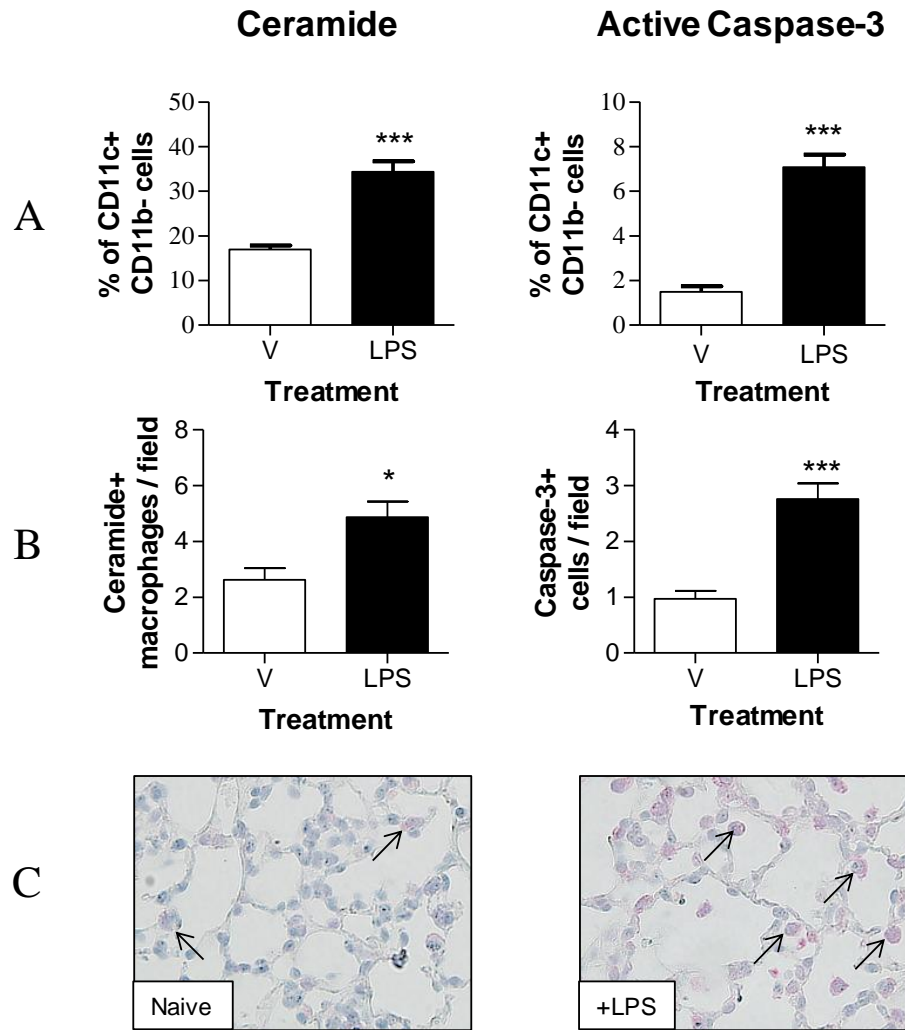 Ceramide
Active Caspase-3
A
% of CD11c+
CD11b- cells
50
40
30
20
10
0
***
V
LPS
Treatment
% of CD11c+
CD11b- cells
10
8
6
4
2
0
***
V
LPS
Treatment
B
Ceramide+
macrophages / field
8
6
4
2
0
*
V
LPS
Treatment
Caspase-3+
cells / field
4
3
2
1
0
***
V
LPS
Treatment
C
Naive
+LPS